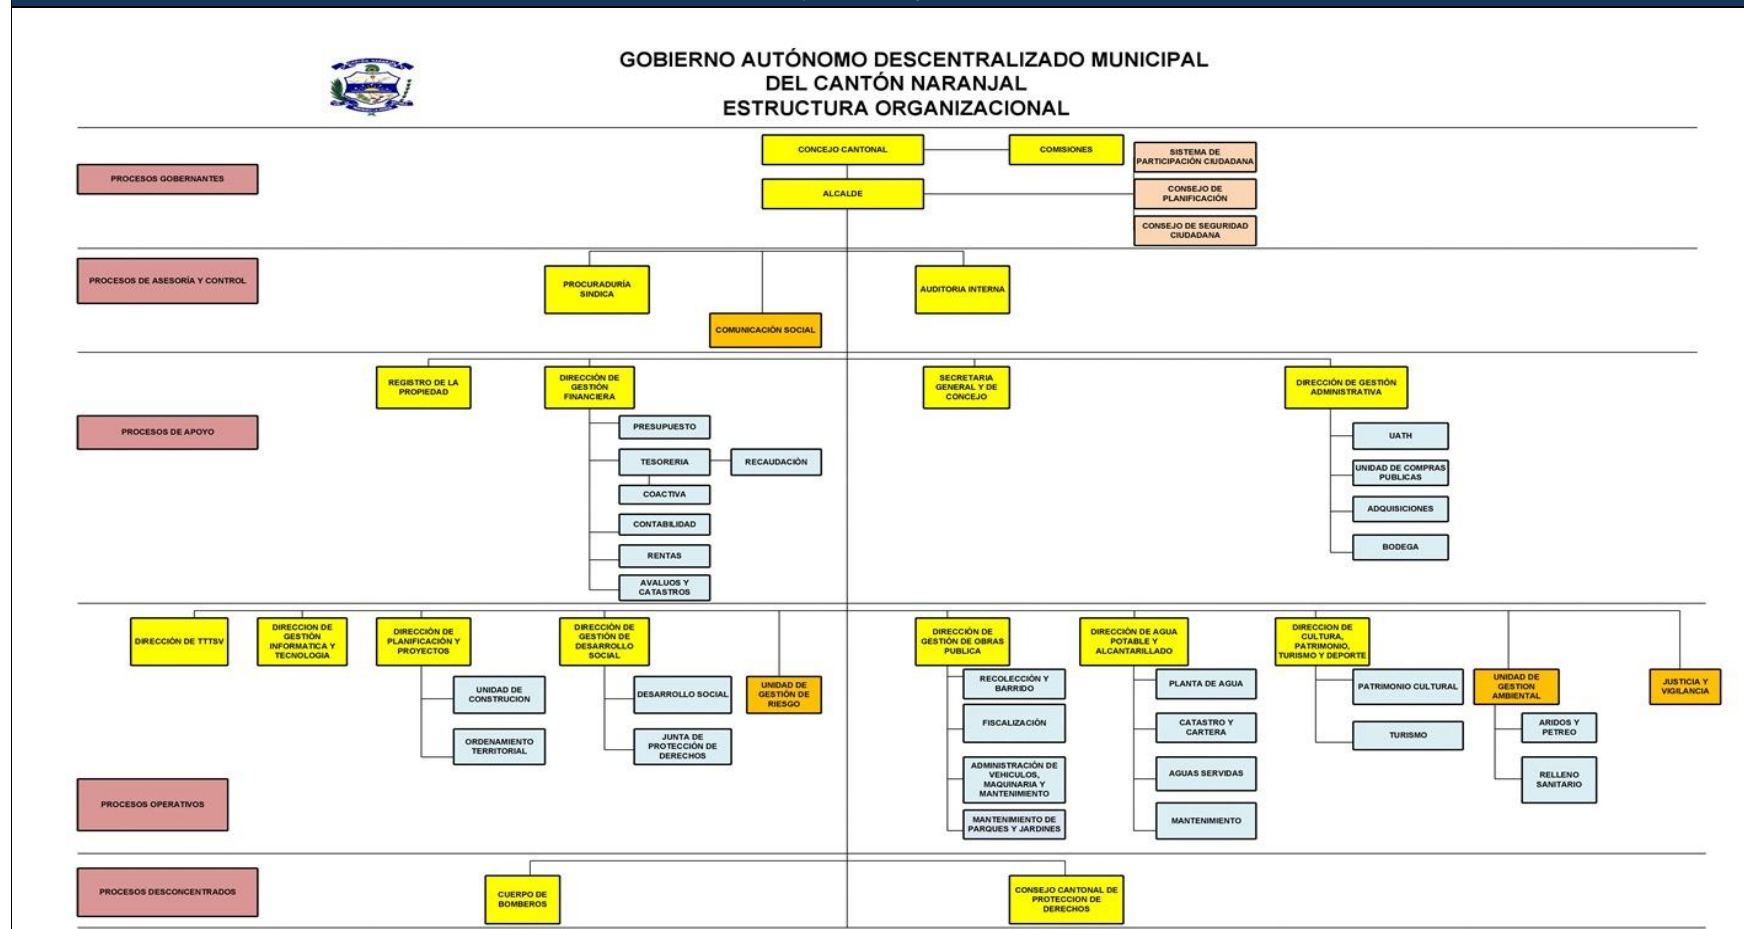 GOBIERNO AUTÓNOMO DESCENTRALIZADO MUNICIPAL
DEL CANTÓN NARANJAL
ESTRUCTURA ORGANIZACIONAL
CONCEJO CANTONAL
COMISIONES
SISTEMA DE
PARTICIPACIÓN CIUDADANA
PROCESOS GOBERNANTES
ALCALDE
CONSEJO DE
PLANIFICACIÓN
CONSEJO DE SEGURIDAD
CIUDADANA
PROCESOS DE ASESORÍA Y CONTROL
PROCURADURÍA
SINDICA
AUDITORIA INTERNA
COMUNICACIÓN SOCIAL
REGISTRO DE LA
PROPIEDAD
DIRECCIÓN DE
GESTIÓN
FINANCIERA
SECRETARIA
GENERAL Y DE
CONCEJO
DIRECCIÓN DE GESTIÓN
ADMINISTRATIVA
PROCESOS DE APOYO
PRESUPUESTO
TESORERIA
RECAUDACIÓN
COACTIVA
CONTABILIDAD
RENTAS
AVALUOS Y
CATASTROS
UATH
UNIDAD DE COMPRAS
PUBLICAS
ADQUISICIONES
BODEGA
DIRECCIÓN DE TTTSV
DIRECCION DE
GESTIÓN
INFORMATICA Y
TECNOLOGIA
DIRECCIÓN DE
PLANIFICACIÓN Y
PROYECTOS
DIRECCIÓN DE
GESTIÓN DE
DESARROLLO
SOCIAL
DIRECCIÓN DE
GESTIÓN DE OBRAS
PUBLICA
DIRECCIÓN DE AGUA
POTABLE Y
ALCANTARILLADO
DIRECCION DE
CULTURA,
PATRIMONIO,
TURISMO Y DEPORTE
UNIDAD DE
CONSTRUCION
ORDENAMIENTO
TERRITORIAL
DESARROLLO SOCIAL
JUNTA DE
PROTECCIÓN DE
DERECHOS
UNIDAD DE
GESTIÓN DE
RIESGO
RECOLECCIÓN Y
BARRIDO
FISCALIZACIÓN
ADMINISTRACIÓN DE
VEHICULOS,
MAQUINARIA Y
MANTENIMIENTO
MANTENIMIENTO DE
PARQUES Y JARDINES
PLANTA DE AGUA
CATASTRO Y
CARTERA
AGUAS SERVIDAS
MANTENIMIENTO
PATRIMONIO CULTURAL
TURISMO
UNIDAD DE
GESTION
AMBIENTAL
ARIDOS Y
PETREO
RELLENO
SANITARIO
JUSTICIA Y
VIGILANCIA
PROCESOS OPERATIVOS
PROCESOS DESCONCENTRADOS
CUERPO DE
BOMBEROS
CONSEJO CANTONAL DE
PROTECCION DE
DERECHOS